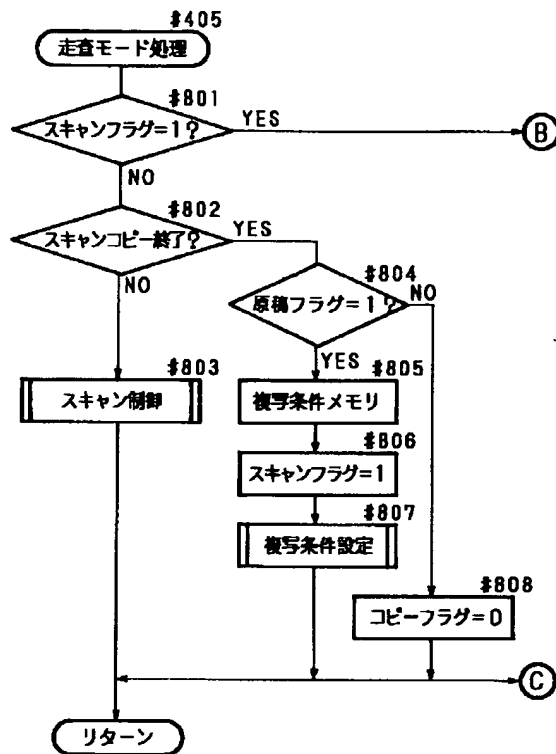 #405
走査モード処理
#801
スキャンフラグ=1?
YES
B
NO
#802
スキャンコピー終了?
YES
NO
#804
原稿フラグ=1?
NO
YES
#803
スキャン制御
#805
複写条件メモリ
#806
スキャンフラグ=1
#807
複写条件設定
#808
コピーフラグ=0
C
リターン